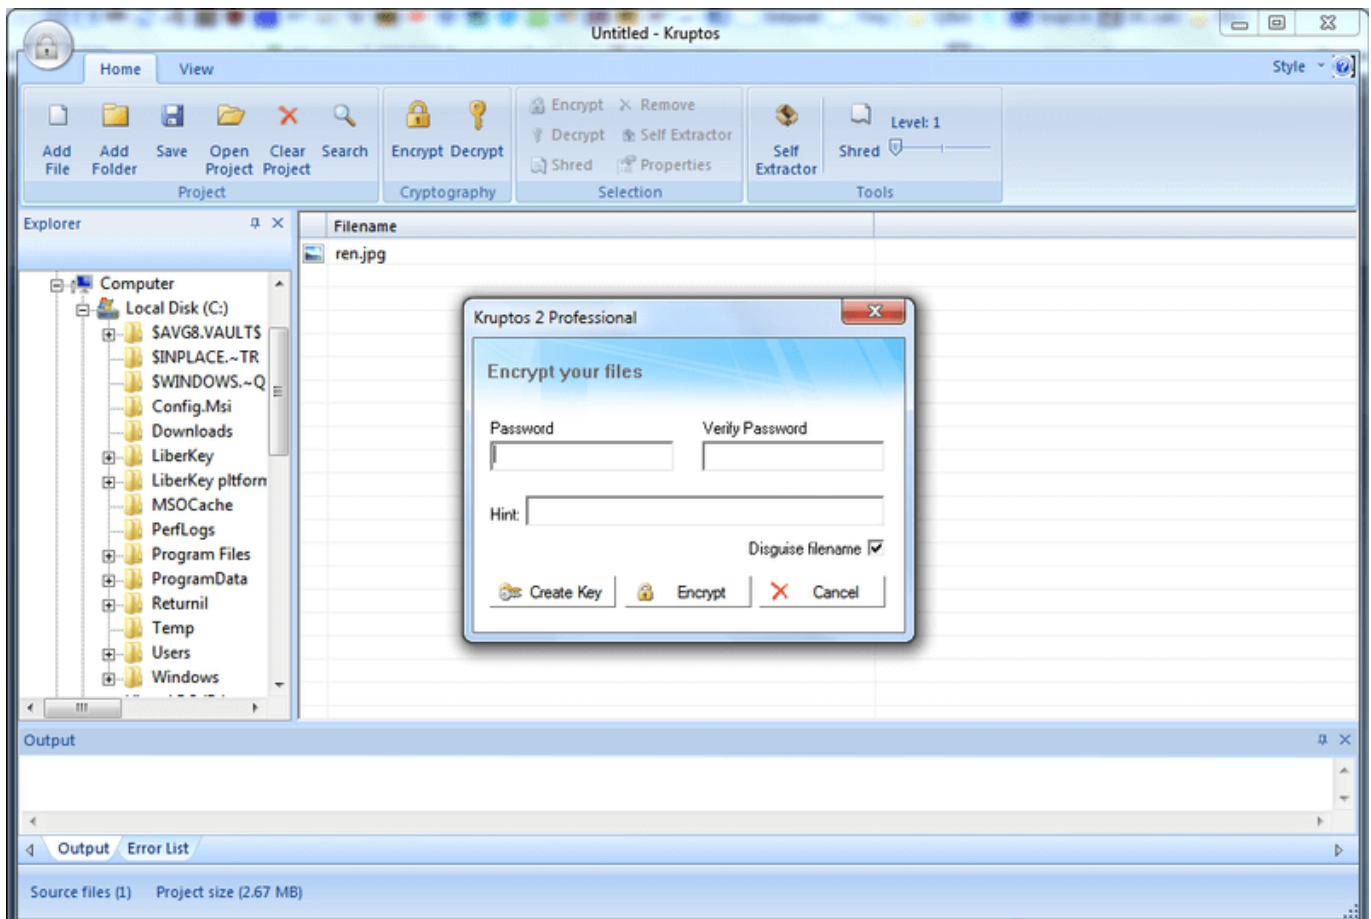 Untitled - Kruptos
Home View Style
Add File
Add Folder
Save
Open Project
Clear Project
Search
Project
Encrypt Decrypt
Cryptography
Encrypt Remove
Decrypt Self Extractor
Shred Properties
Selection
Self Extractor
Shred
Level: 1
Tools
Explorer
Computer
Local Disk (C:)
$AVG8.VAULT$
$INPLACE.~TR
$WINDOWS.~Q
Config.Msi
Downloads
LiberKey
LiberKey pltform
MSOCache
PerfLogs
Program Files
ProgramData
Returnil
Temp
Users
Windows
Filename
ren.jpg
Kruptos 2 Professional
Encrypt your files
Password Verify Password
Hint:
Disguise filename
Create Key Encrypt Cancel
Output
Output Error List
Source files (1) Project size (2.67 MB)